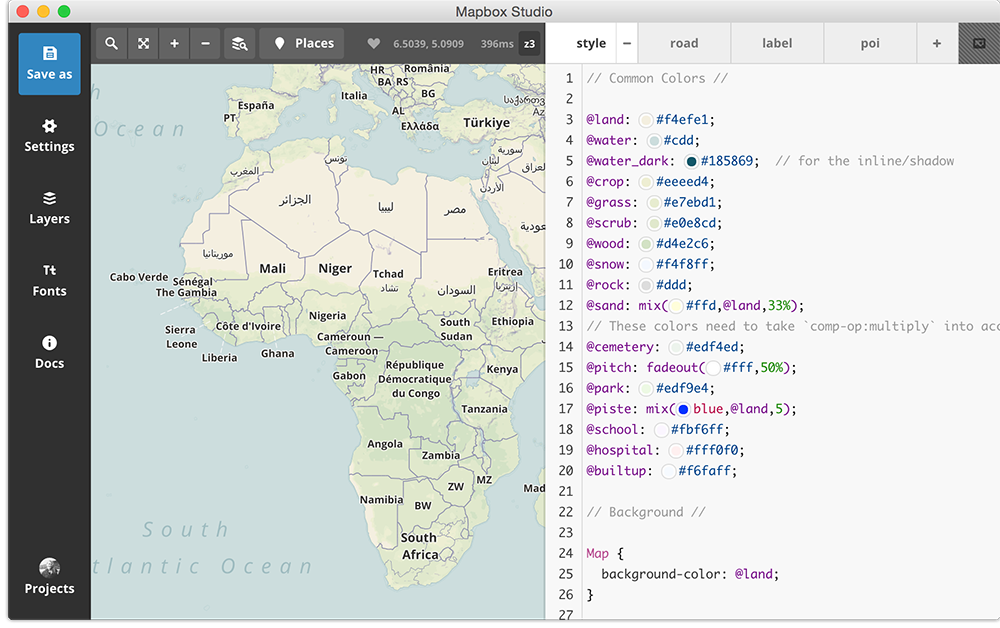 Mapbox Studio
Save as
Settings
Layers
Tt
Fonts
Docs
Projects
Places
6.5039, 5.0909
396ms
z3
style
road
label
poi
Ocean
HR
România
BA
RS
Italia
BG
España
PT
AL
Ελλάδα
Türkiye
تونس
سورية
لبنان
العراق
الأردن
المغرب
الجزائر
ليبيا
مصر
موريتانيا
Mali
Niger
Tchad
تشاد
السودان
Eritrea
Cabo Verde
Sénégal
The Gambia
Nigeria
Ethiopia
Côte d'Ivoire
South
Sudan
Sierra
Leone
Liberia
Ghana
Cameroun —
Cameroon
Gabon
République
Démocratique
du Congo
Kenya
Tanzania
Angola
Zambia
Namibia
ZW
MZ
BW
Mad
South
Africa
South
tlantic Ocean
1 // Common Colors //
2
3 @land: #f4efe1;
4 @water: #cdd;
5 @water_dark: #185869; // for the inline/shadow
6 @crop: #eeeed4;
7 @grass: #e7ebd1;
8 @scrub: #e0e8cd;
9 @wood: #d4e2c6;
10 @snow: #f4f8ff;
11 @rock: #ddd;
12 @sand: mix(#ffd,@land,33%);
13 // These colors need to take `comp-op:multiply` into acc
14 @cemetery: #edf4ed;
15 @pitch: fadeout(#fff,50%);
16 @park: #edf9e4;
17 @piste: mix(blue,@land,5);
18 @school: #fbf6ff;
19 @hospital: #fff0f0;
20 @builtup: #f6faff;
21
22 // Background //
23
24 Map {
25 background-color: @land;
26 }
27